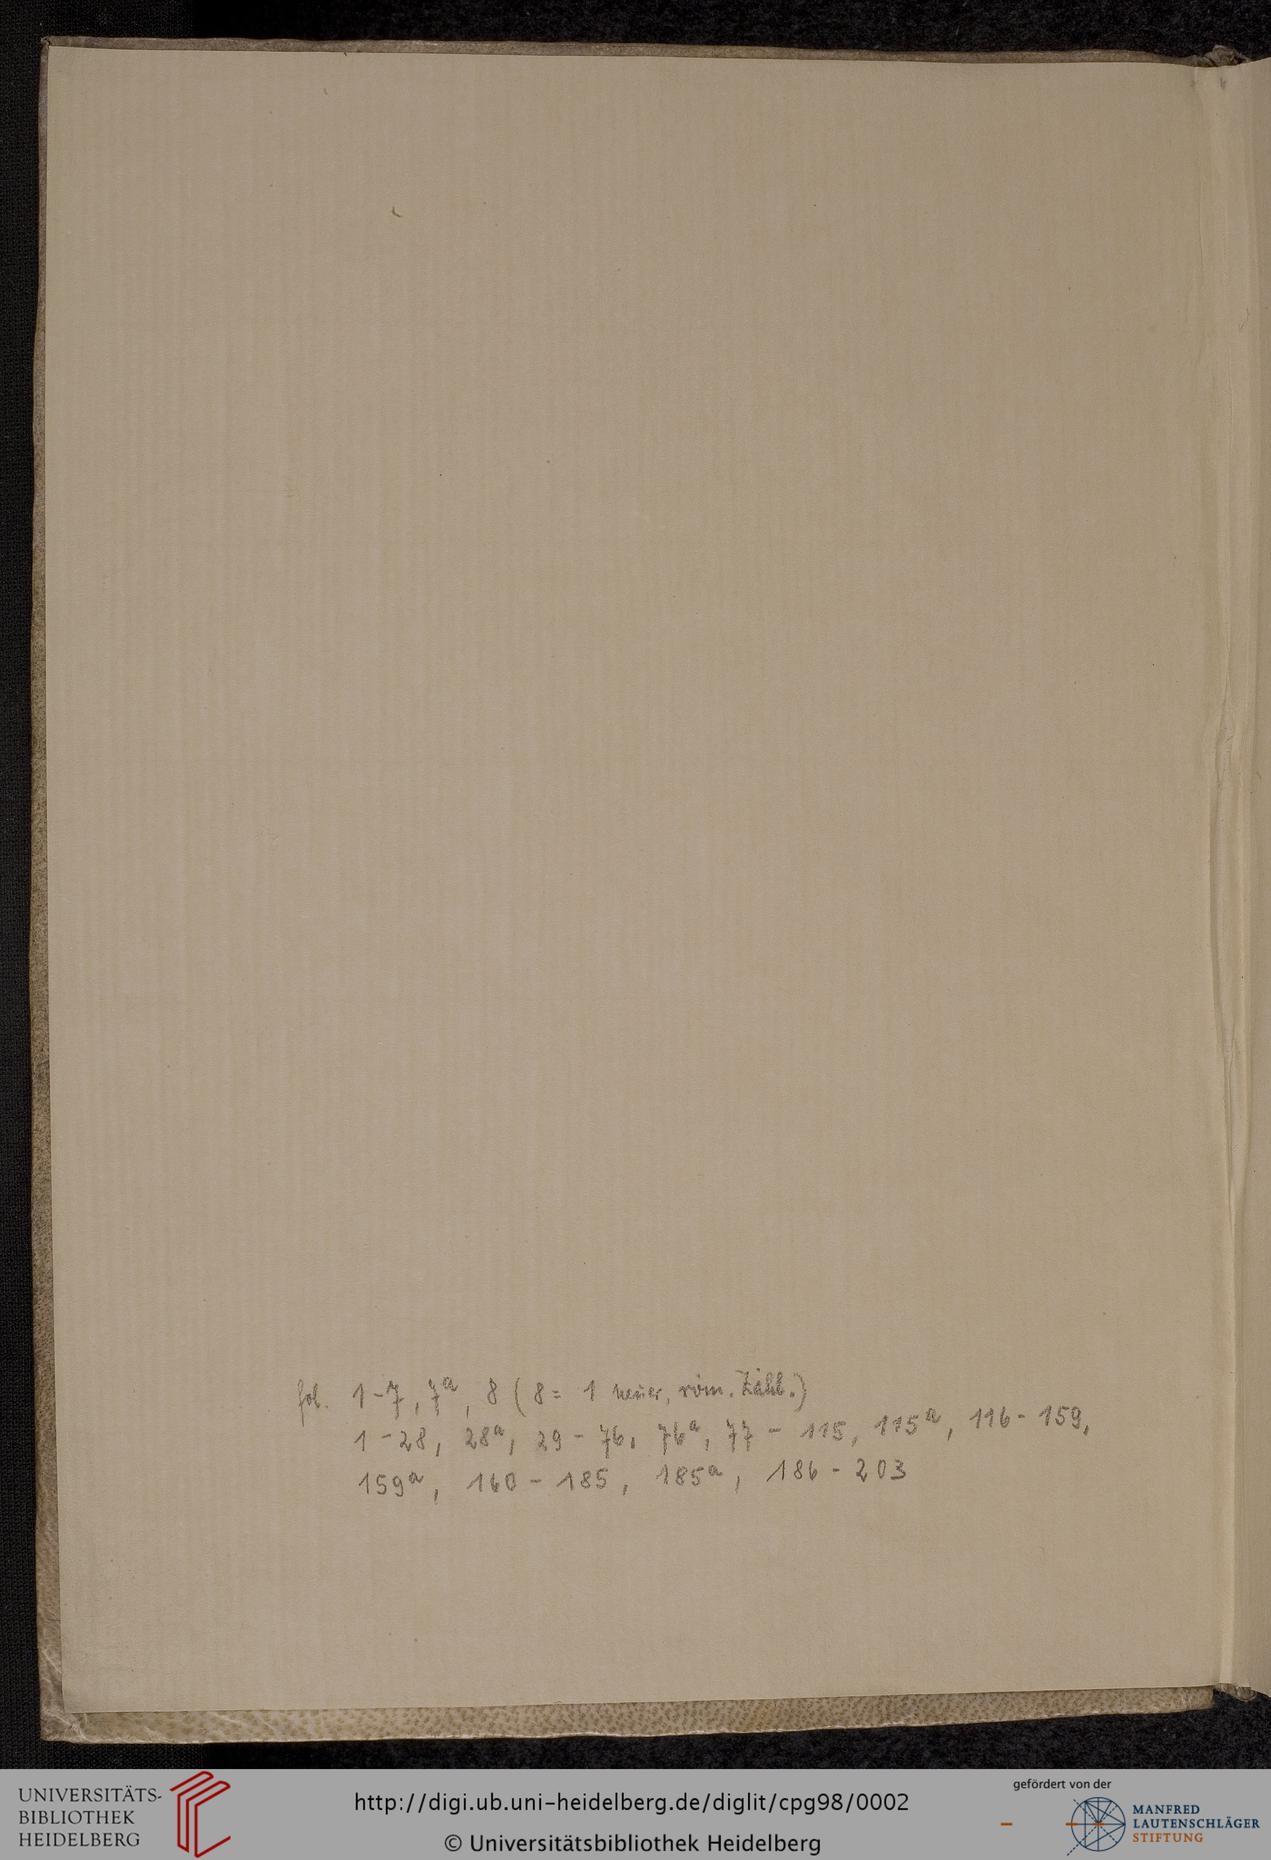 fol. 1-7, 7a, 8 (8 = 1 neuer, röm. Zähl.)
1-28, 28a, 29-76, 76a, 77-115, 115a, 116-159,
159a, 160-185, 185a, 186-203
UNIVERSITÄTS-
BIBLIOTHEK
HEIDELBERG
http://digi.ub.uni-heidelberg.de/diglit/cpg98/0002
© Universitätsbibliothek Heidelberg
gefördert von der
MANFRED
LAUTENSCHLÄGER
STIFTUNG